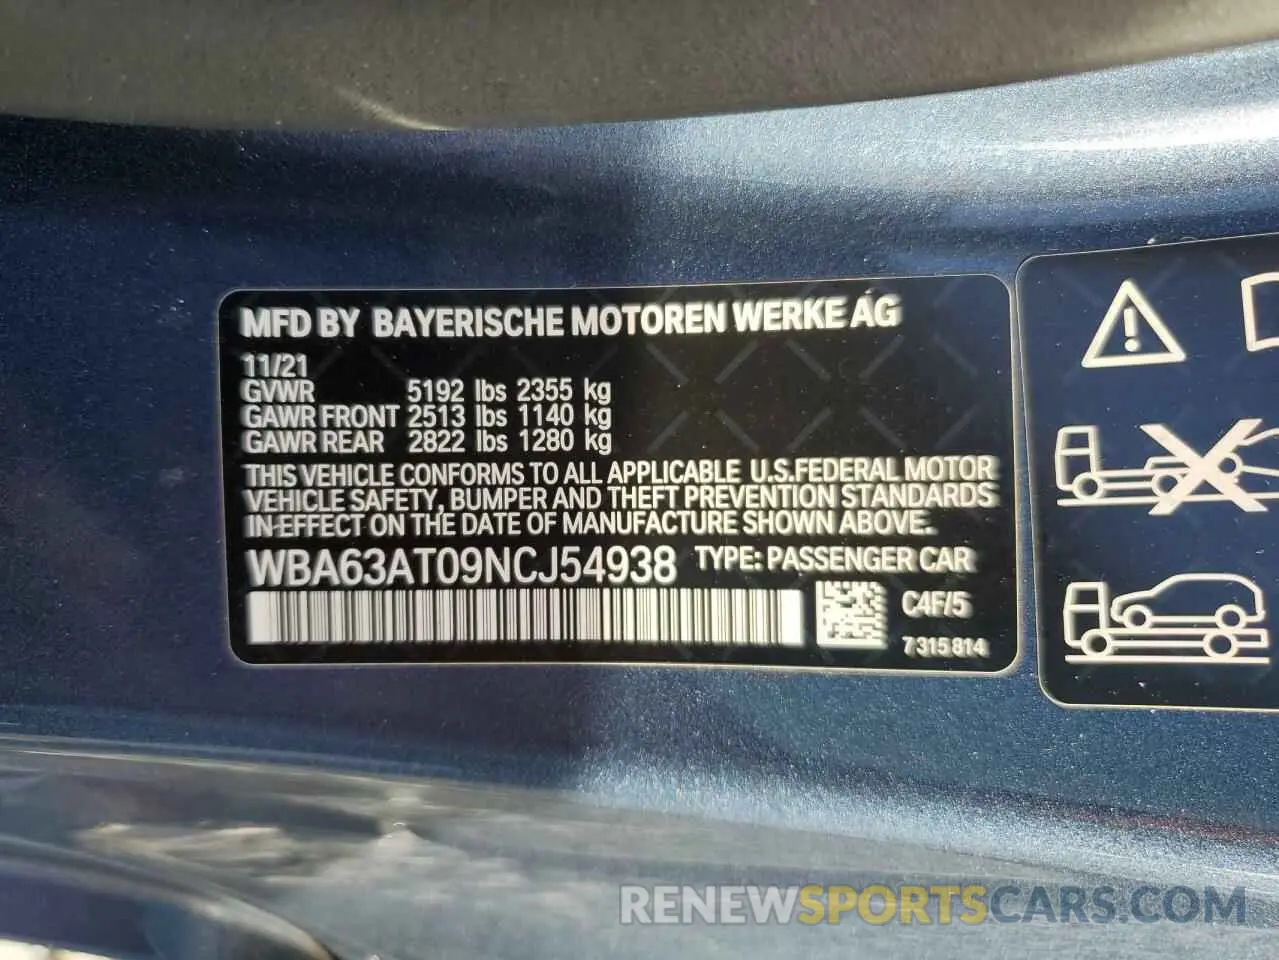 MFD BY BAYERISCHE MOTOREN WERKE AG
11/21
GVWR 5192 lbs 2355 kg
GAWR FRONT 2513 lbs 1140 kg
GAWR REAR 2822 lbs 1280 kg
THIS VEHICLE CONFORMS TO ALL APPLICABLE U.S.FEDERAL MOTOR
VEHICLE SAFETY, BUMPER AND THEFT PREVENTION STANDARDS
IN EFFECT ON THE DATE OF MANUFACTURE SHOWN ABOVE.
WBA63AT09NCJ54938 TYPE: PASSENGER CAR
C4F/5
7 315 814
RENEWSPORTSCARS.COM